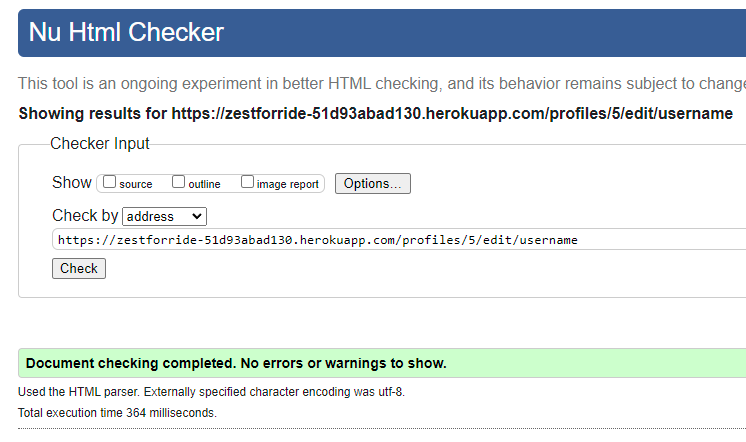 Nu Html Checker
This tool is an ongoing experiment in better HTML checking, and its behavior remains subject to change
Showing results for https://zestforride-51d93abad130.herokuapp.com/profiles/5/edit/username
Checker Input
Show source outline image report Options...
Check by address
https://zestforride-51d93abad130.herokuapp.com/profiles/5/edit/username
Check
Document checking completed. No errors or warnings to show.
Used the HTML parser. Externally specified character encoding was utf-8.
Total execution time 364 milliseconds.